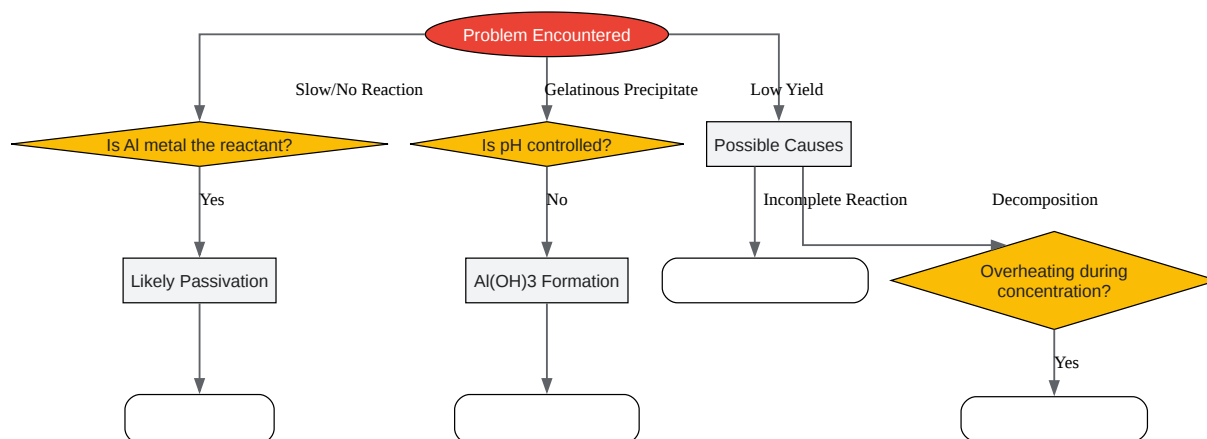 Problem Encountered
Slow/No Reaction
Gelatinous Precipitate
Low Yield
Is Al metal the reactant?
Is pH controlled?
Possible Causes
Yes
No
Incomplete Reaction
Decomposition
Likely Passivation
Al(OH)3 Formation
Overheating during
concentration?
Yes